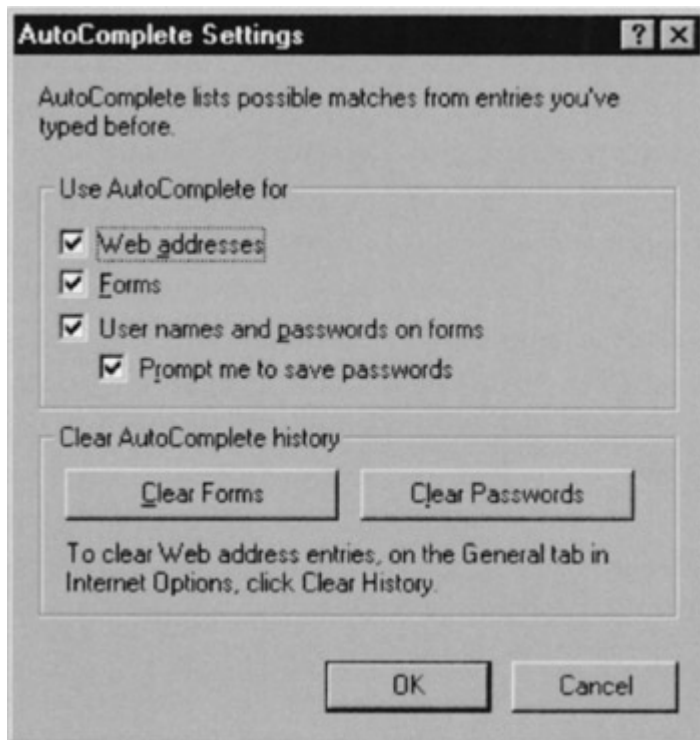 AutoComplete Settings
AutoComplete lists possible matches from entries you've
typed before.
Use AutoComplete for
Web addresses
Forms
User names and passwords on forms
Prompt me to save passwords
Clear AutoComplete history
Clear Forms Clear Passwords
To clear Web address entries, on the General tab in
Internet Options, click Clear History.
OK Cancel